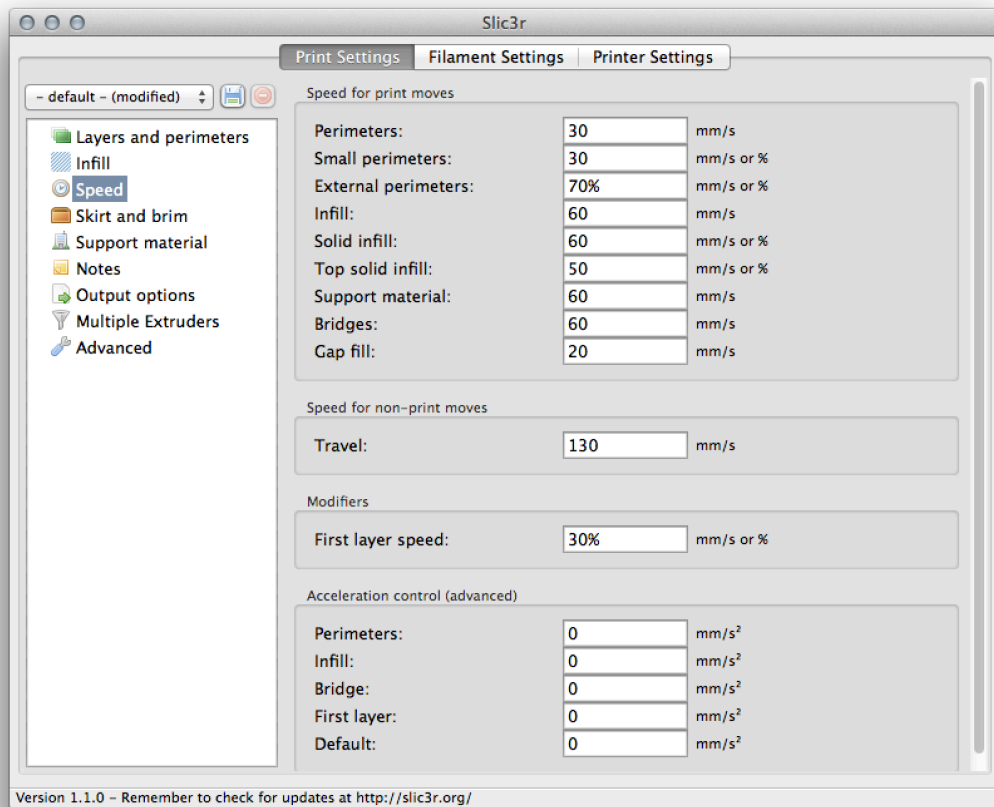 Slic3r
Print Settings Filament Settings Printer Settings
- default - (modified)
Layers and perimeters
Infill
Speed
Skirt and brim
Support material
Notes
Output options
Multiple Extruders
Advanced
Speed for print moves
Perimeters: 30 mm/s
Small perimeters: 30 mm/s or %
External perimeters: 70% mm/s or %
Infill: 60 mm/s
Solid infill: 60 mm/s or %
Top solid infill: 50 mm/s or %
Support material: 60 mm/s
Bridges: 60 mm/s
Gap fill: 20 mm/s
Speed for non-print moves
Travel: 130 mm/s
Modifiers
First layer speed: 30% mm/s or %
Acceleration control (advanced)
Perimeters: 0 mm/s²
Infill: 0 mm/s²
Bridge: 0 mm/s²
First layer: 0 mm/s²
Default: 0 mm/s²
Version 1.1.0 - Remember to check for updates at http://slic3r.org/